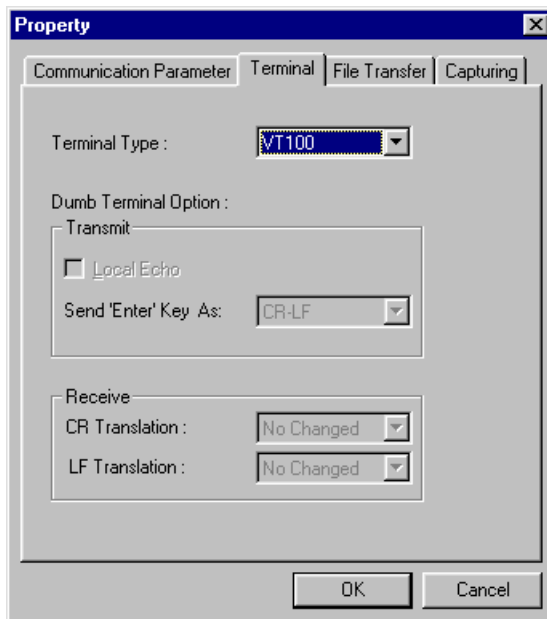 Property
Communication Parameter Terminal File Transfer Capturing
Terminal Type : VT100
Dumb Terminal Option :
Transmit
Local Echo
Send 'Enter' Key As: CR-LF
Receive
CR Translation : No Changed
LF Translation : No Changed
OK Cancel